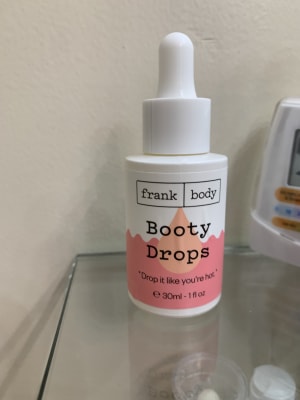 frank body
Booty
Drops
"Drop it like you're hot."
℮ 30ml - 1 fl oz